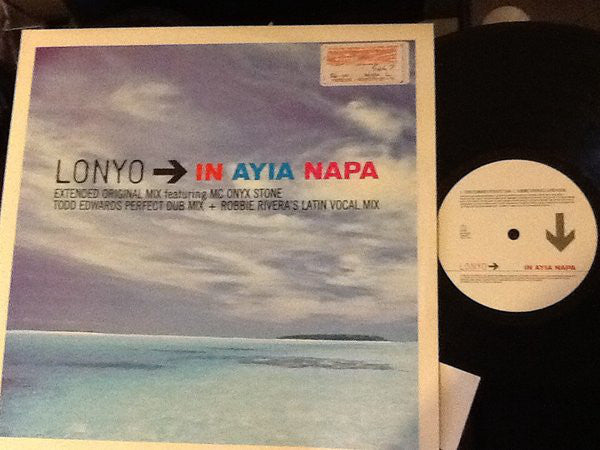 LONYO → IN AYIA NAPA
EXTENDED ORIGINAL MIX featuring MC ONYX STONE
TODD EDWARDS PERFECT DUB MIX + ROBBIE RIVERA'S LATIN VOCAL MIX
LONYO → IN AYIA NAPA